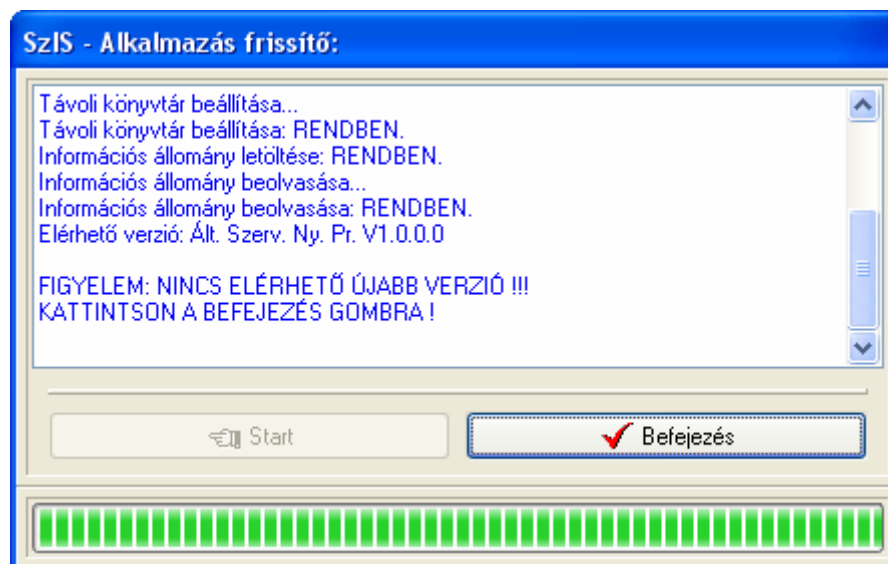 SzIS - Alkalmazás frissítő:
Távoli könyvtár beállítása...
Távoli könyvtár beállítása: RENDBEN.
Információs állomány letöltése: RENDBEN.
Információs állomány beolvasása...
Információs állomány beolvasása: RENDBEN.
Elérhető verzió: Ált. Szerv. Ny. Pr. V1.0.0.0
FIGYELEM: NINCS ELÉRHETŐ ÚJABB VERZIÓ !!!
KATTINTSON A BEFEJEZÉS GOMBRA !
Start
Befejezés